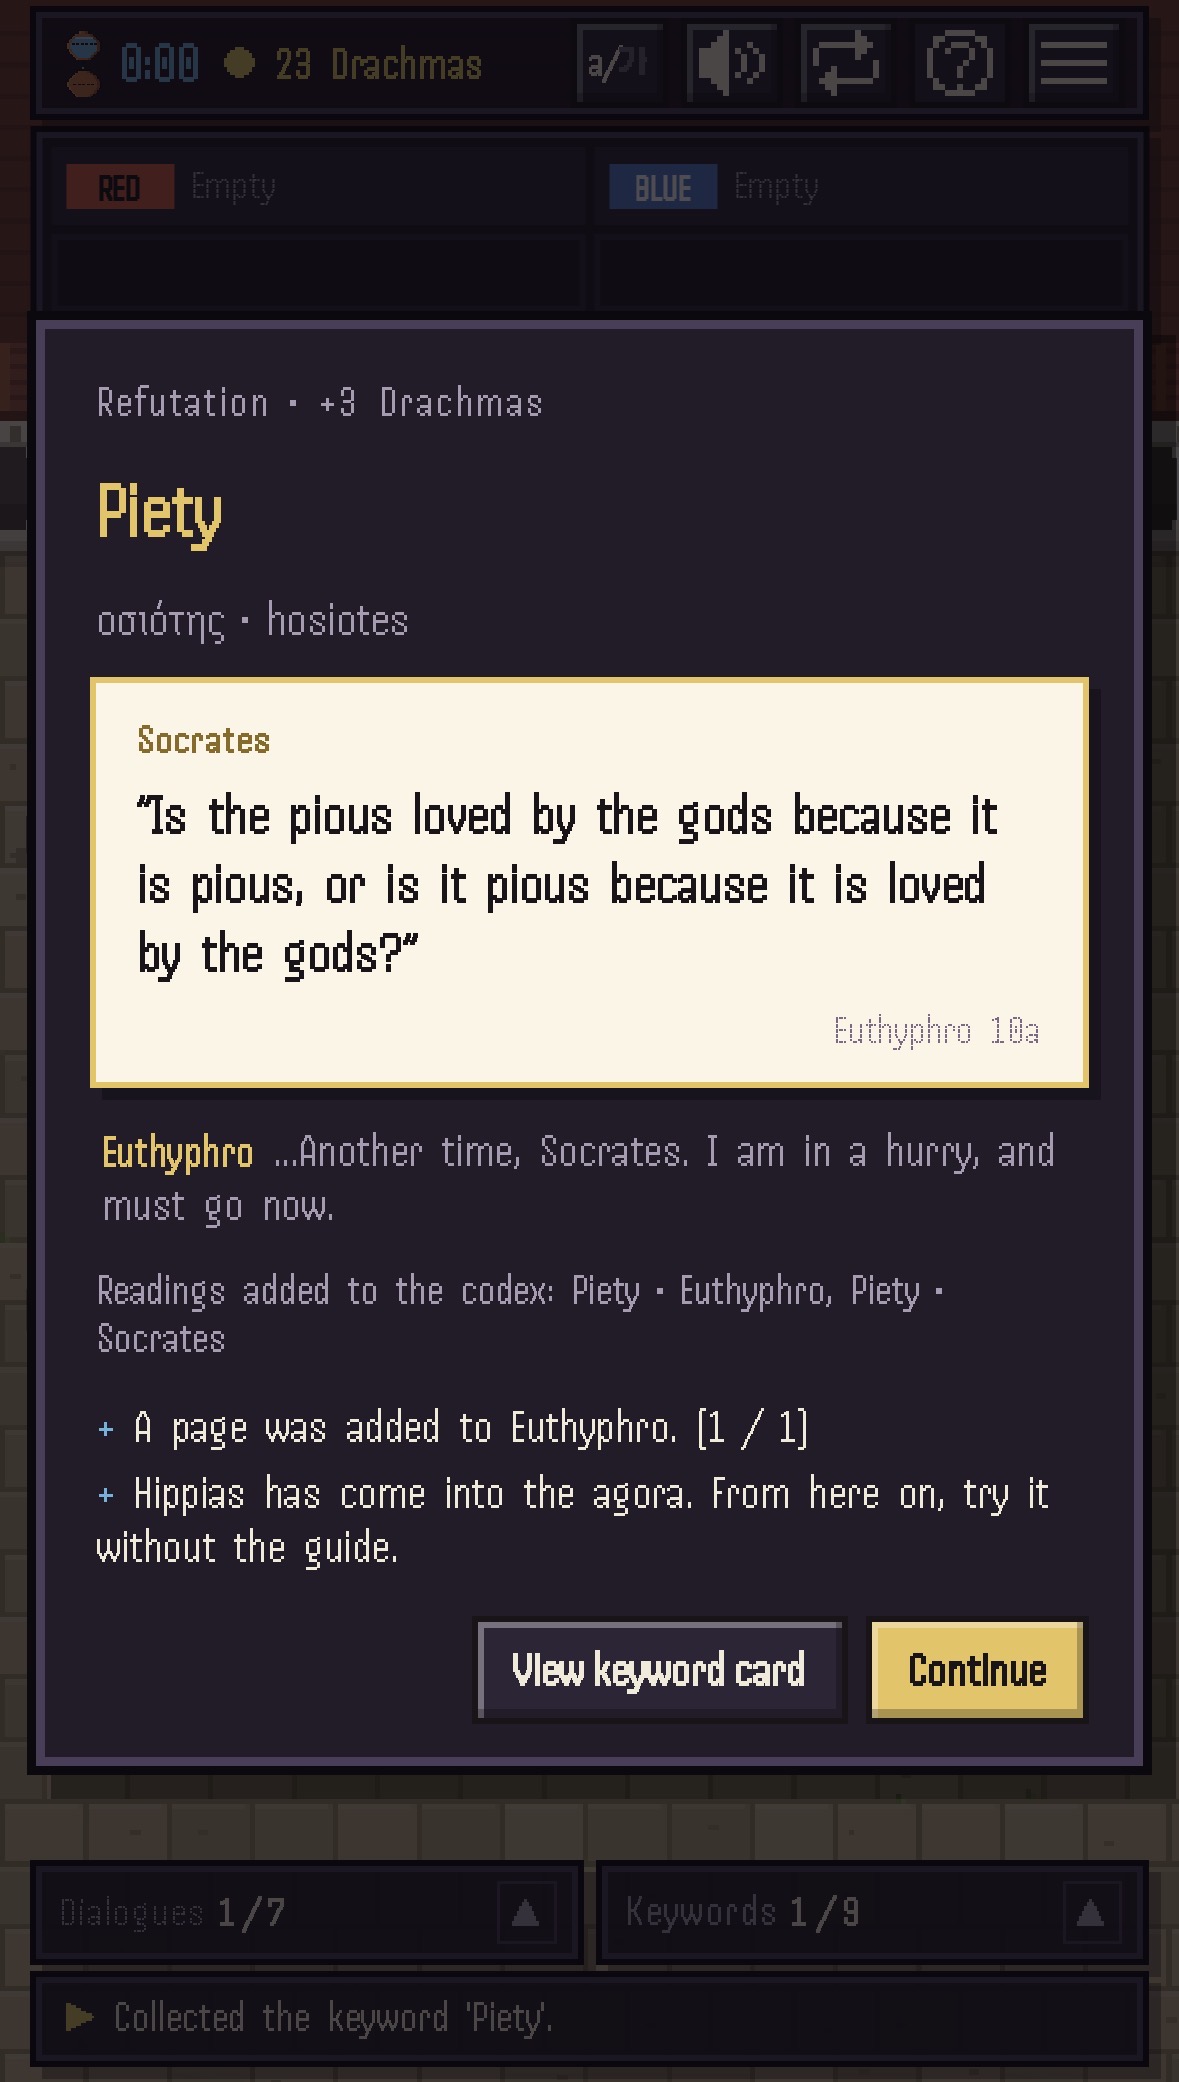 0:00 23 Drachmas a/가
RED Empty BLUE Empty
Refutation · +3 Drachmas
Piety
οσιότης · hosiotes
Socrates
“Is the pious loved by the gods because it
is pious, or is it pious because it is loved
by the gods?”
Euthyphro 10a
Euthyphro ...Another time, Socrates. I am in a hurry, and
must go now.
Readings added to the codex: Piety · Euthyphro, Piety ·
Socrates
+ A page was added to Euthyphro. (1 / 1)
+ Hippias has come into the agora. From here on, try it
without the guide.
View keyword card Continue
Dialogues 1/7 Keywords 1/9
Collected the keyword 'Piety'.